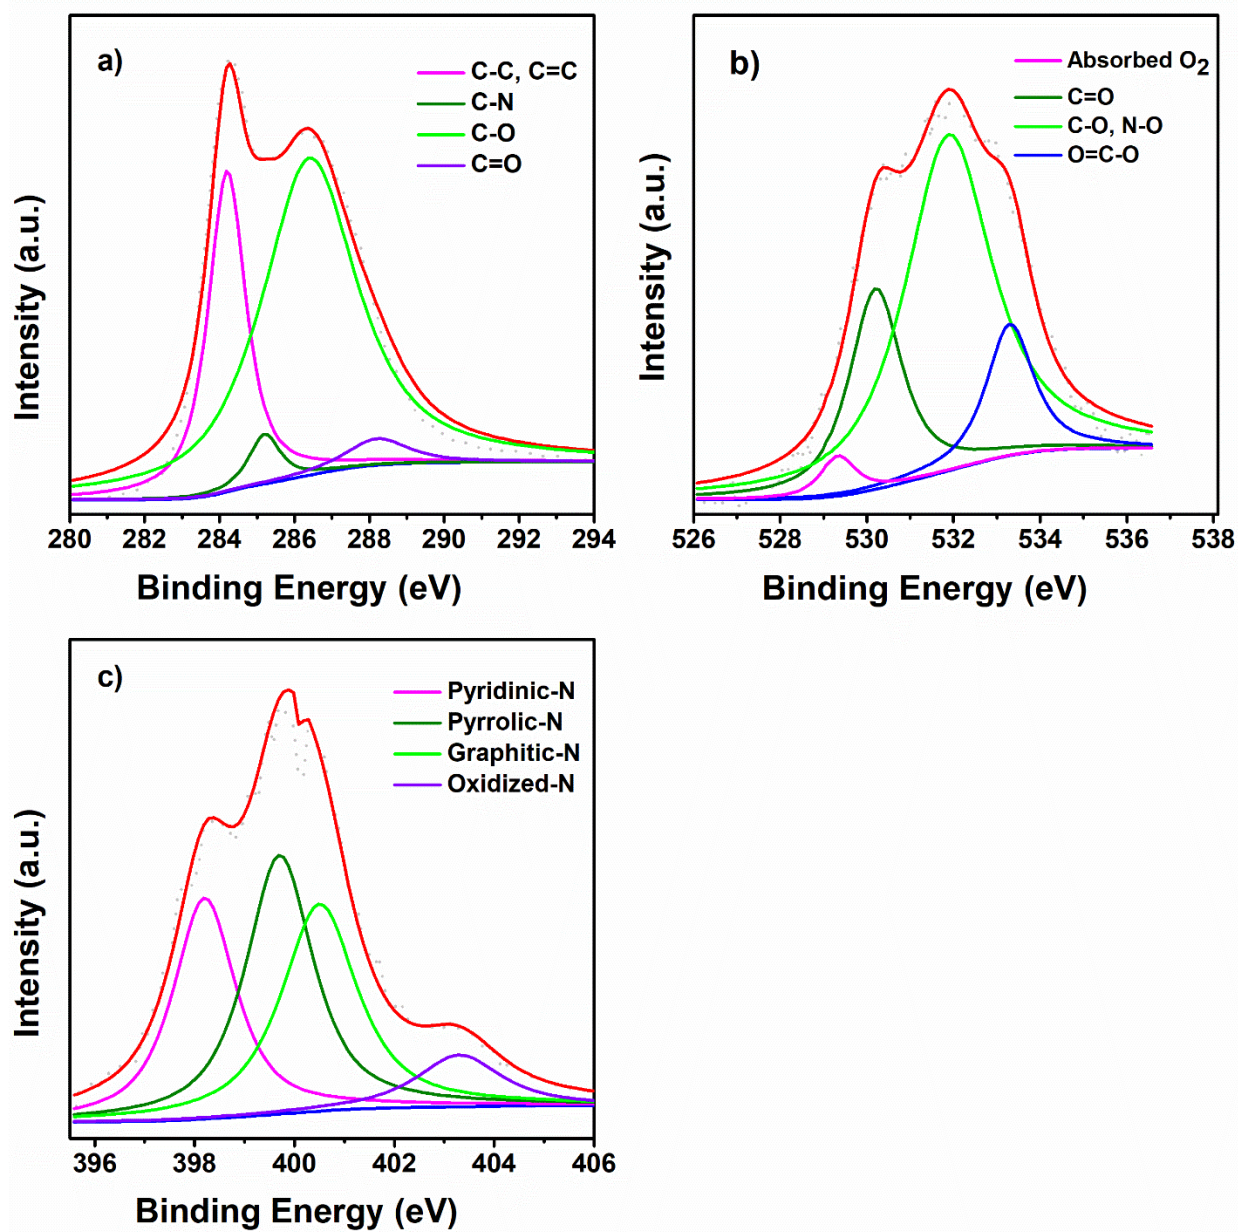 a)
C-C, C=C
C-N
C-O
C=O
Intensity (a.u.)
280 282 284 286 288 290 292 294
Binding Energy (eV)
b)
Absorbed O₂
C=O
C-O, N-O
O=C-O
Intensity (a.u.)
526 528 530 532 534 536 538
Binding Energy (eV)
c)
Pyridinic-N
Pyrrolic-N
Graphitic-N
Oxidized-N
Intensity (a.u.)
396 398 400 402 404 406
Binding Energy (eV)